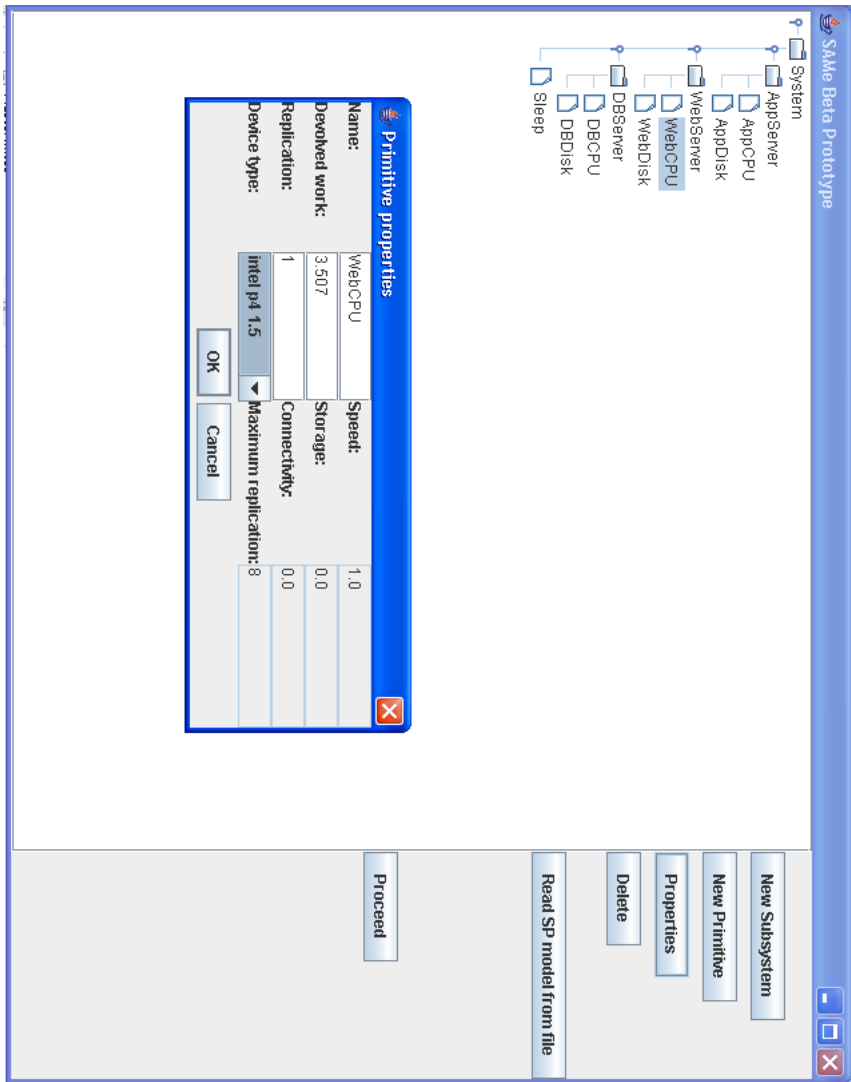 SAMe Beta Prototype
System
AppServer
AppCPU
AppDisk
WebServer
WebCPU
WebDisk
DBServer
DBCPU
DBDisk
Sleep
New Subsystem
New Primitive
Properties
Delete
Read SP model from file
Proceed
Primitive properties
Name: WebCPU Speed: 1.0
Devolved work: 3.507 Storage: 0.0
Replication: 1 Connectivity: 0.0
Device type: intel p4 1.5 Maximum replication: 8
OK Cancel